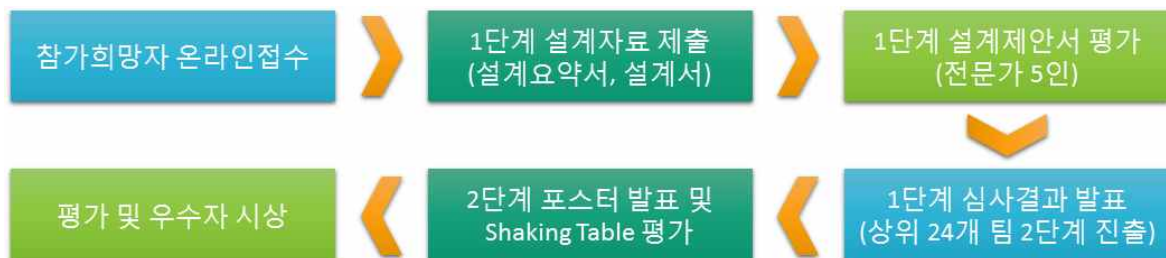 참가희망자 온라인접수
1단계 설계자료 제출
(설계요약서, 설계서)
1단계 설계제안서 평가
(전문가 5인)
1단계 심사결과 발표
(상위 24개 팀 2단계 진출)
2단계 포스터 발표 및
Shaking Table 평가
평가 및 우수자 시상